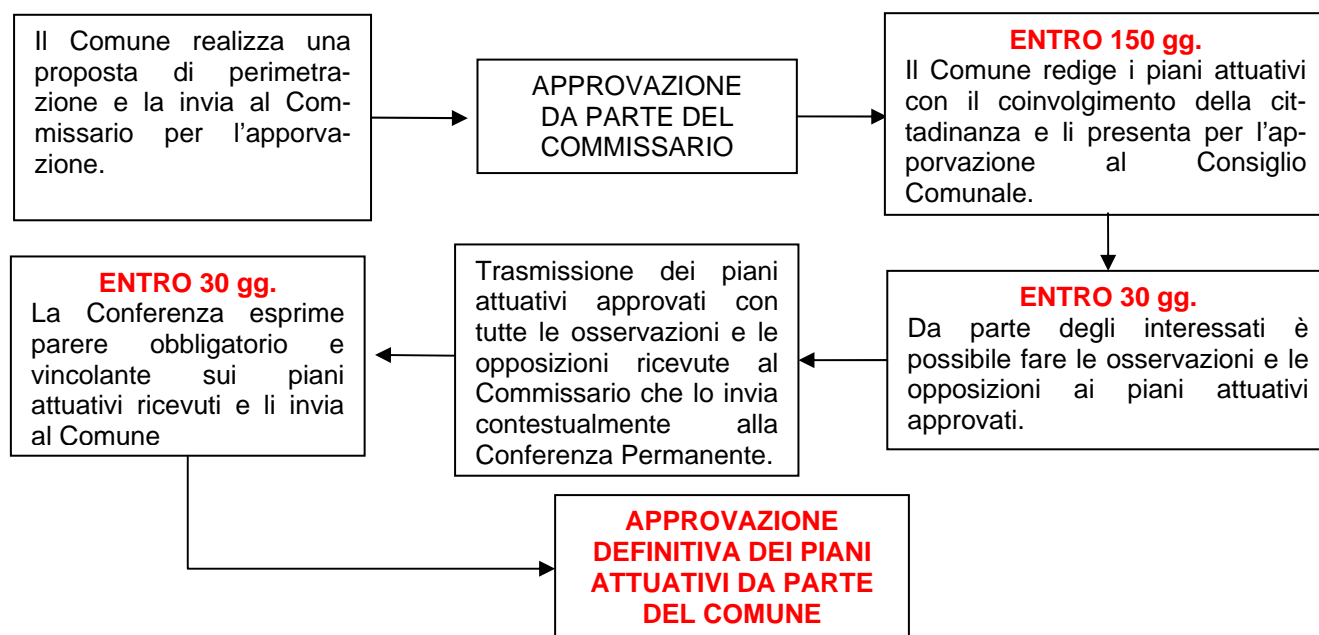 Il Comune realizza una
proposta di perimetra-
zione e la invia al Com-
missario per l'apporva-
zione.
APPROVAZIONE
DA PARTE DEL
COMMISSARIO
ENTRO 150 gg.
Il Comune redige i piani attuativi
con il coinvolgimento della cit-
tadinanza e li presenta per l'ap-
porvazione al Consiglio
Comunale.
ENTRO 30 gg.
Da parte degli interessati è
possibile fare le osservazioni e le
opposizioni ai piani attuativi
approvati.
Trasmissione dei piani
attuativi approvati con
tutte le osservazioni e le
opposizioni ricevute al
Commissario che lo invia
contestualmente alla
Conferenza Permanente.
ENTRO 30 gg.
La Conferenza esprime
parere obbligatorio e
vincolante sui piani
attuativi ricevuti e li invia
al Comune
APPROVAZIONE
DEFINITIVA DEI PIANI
ATTUATIVI DA PARTE
DEL COMUNE